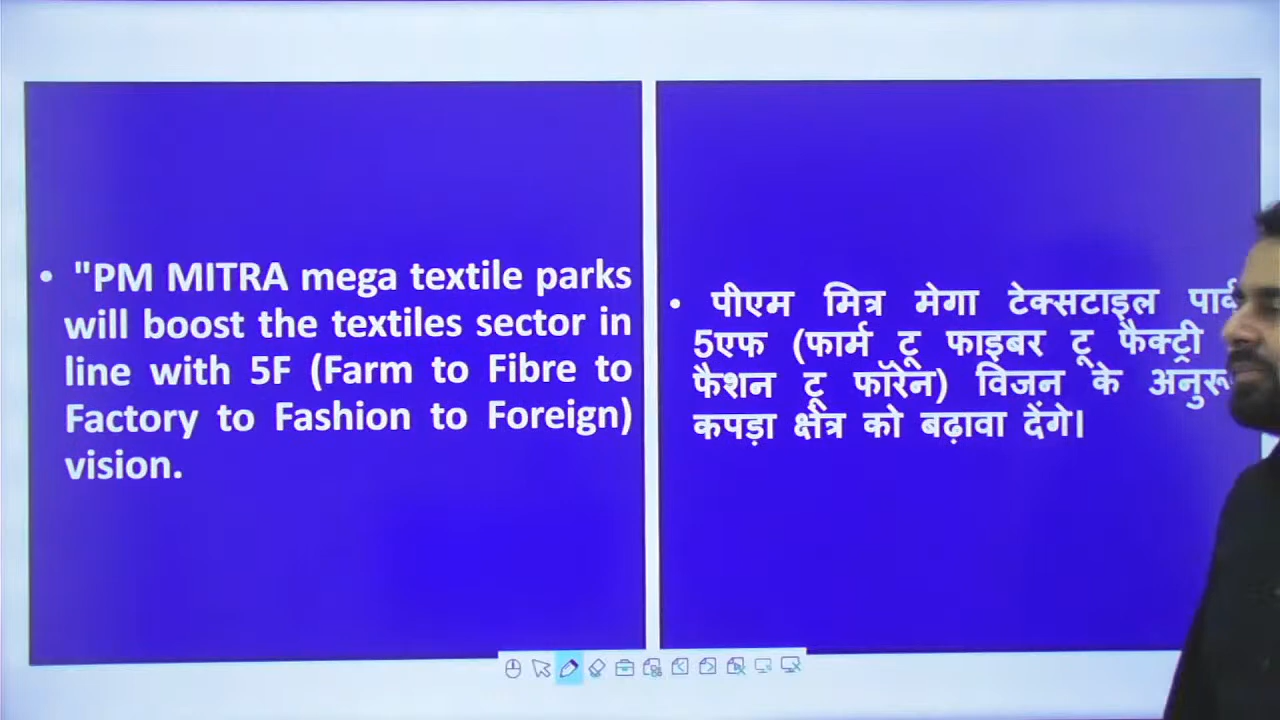 • "PM MITRA mega textile parks
will boost the textiles sector in
line with 5F (Farm to Fibre to
Factory to Fashion to Foreign)
vision.
• पीएम मित्र मेगा टेक्सटाइल
5एफ (फार्म टू फाइबर टू फैक्ट्री
फैशन टू फॉरेन) विजन के
कपड़ा क्षेत्र को बढ़ावा देंगे।